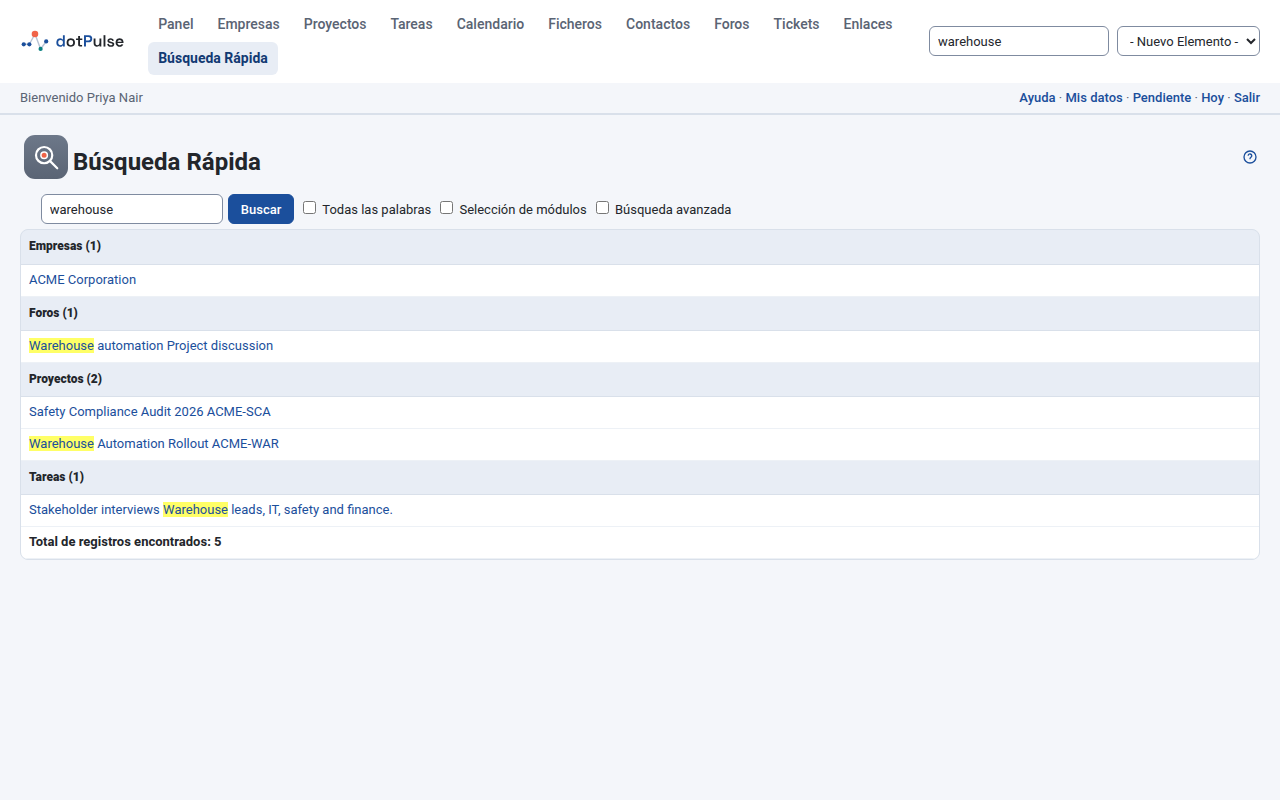 dotPulse
Panel Empresas Proyectos Tareas Calendario Ficheros Contactos Foros Tickets Enlaces
Búsqueda Rápida
warehouse
- Nuevo Elemento -
Bienvenido Priya Nair
Ayuda · Mis datos · Pendiente · Hoy · Salir
Búsqueda Rápida
warehouse Buscar Todas las palabras Selección de módulos Búsqueda avanzada
Empresas (1)
ACME Corporation
Foros (1)
Warehouse automation Project discussion
Proyectos (2)
Safety Compliance Audit 2026 ACME-SCA
Warehouse Automation Rollout ACME-WAR
Tareas (1)
Stakeholder interviews Warehouse leads, IT, safety and finance.
Total de registros encontrados: 5